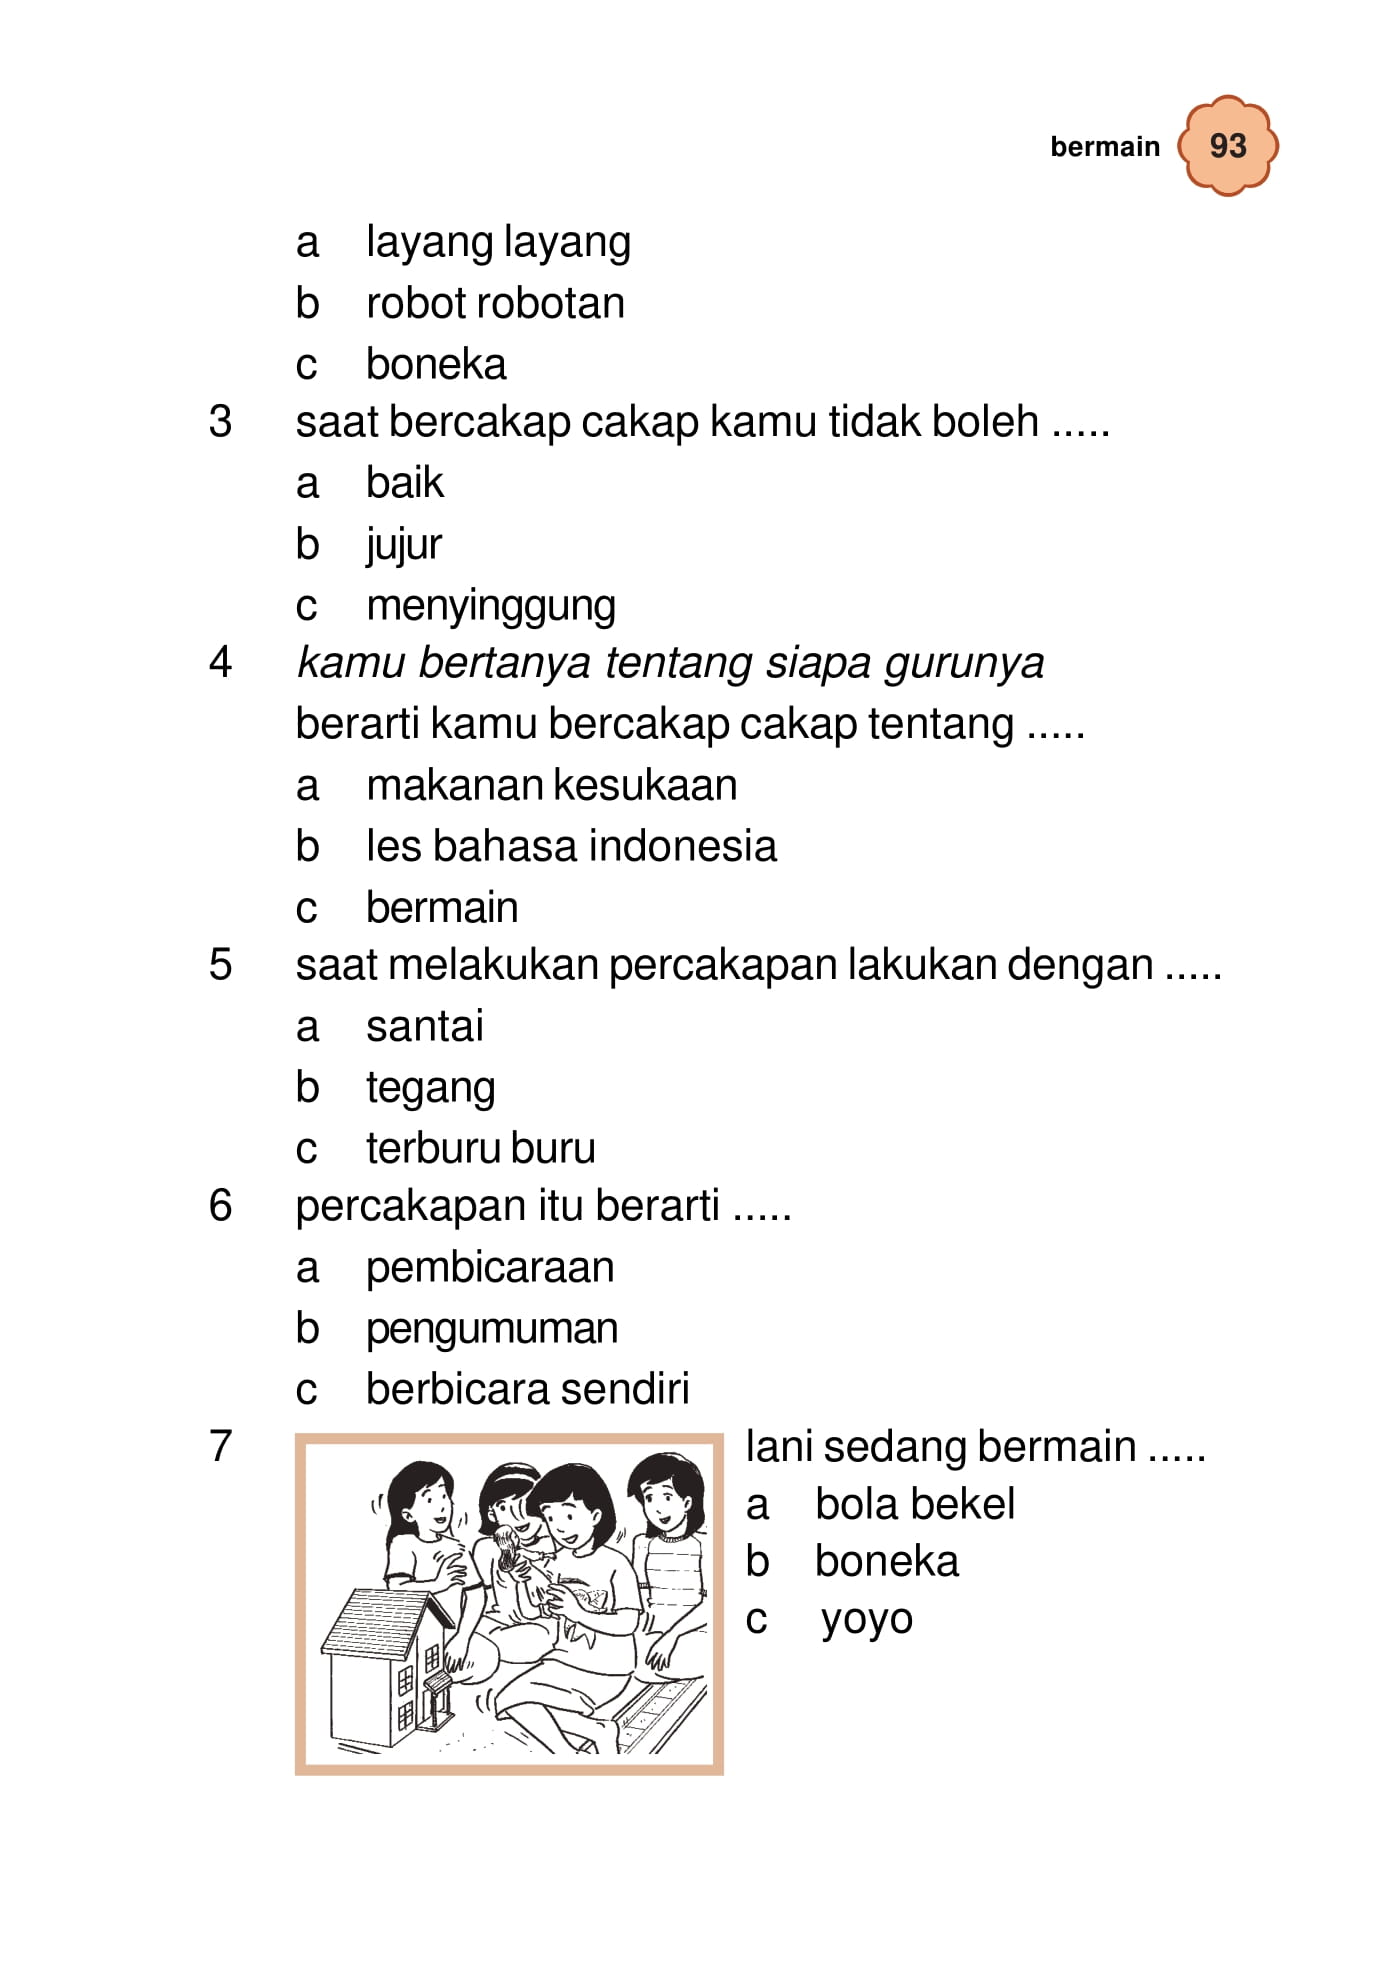 bermain 93
a layang layang
b robot robotan
c boneka
3 saat bercakap cakap kamu tidak boleh .....
a baik
b jujur
c menyinggung
4 kamu bertanya tentang siapa gurunya
berarti kamu bercakap cakap tentang .....
a makanan kesukaan
b les bahasa indonesia
c bermain
5 saat melakukan percakapan lakukan dengan .....
a santai
b tegang
c terburu buru
6 percakapan itu berarti .....
a pembicaraan
b pengumuman
c berbicara sendiri
7 lani sedang bermain .....
a bola bekel
b boneka
c yoyo